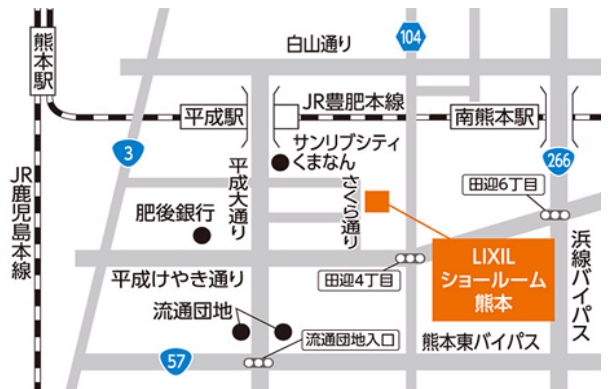 熊本駅
白山通り
104
JR豊肥本線
平成駅
南熊本駅
3
サンリブシティ
くまなん
266
平成大通り
さくら通り
田迎6丁目
肥後銀行
JR鹿児島本線
LIXIL
ショールーム
熊本
浜線バイパス
平成けやき通り
田迎4丁目
流通団地
流通団地入口
熊本東バイパス
57